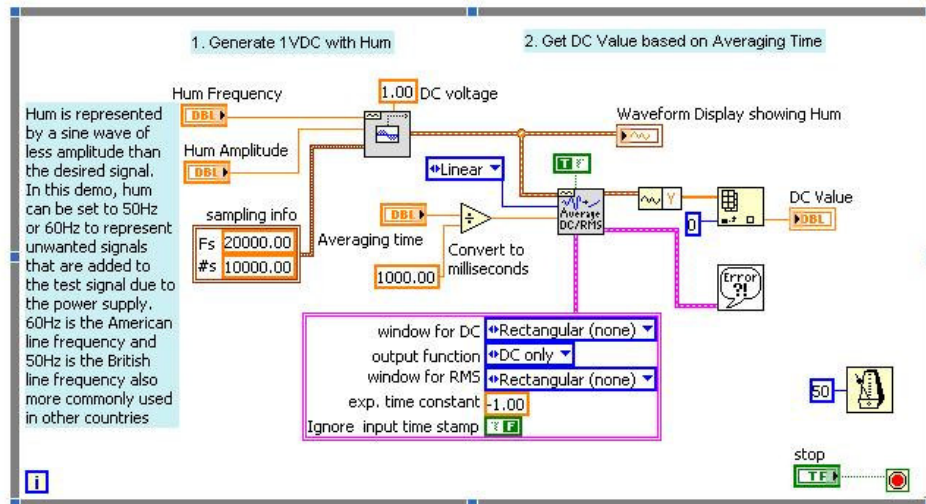 1. Generate 1VDC with Hum
2. Get DC Value based on Averaging Time
Hum is represented
by a sine wave of
less amplitude than
the desired signal.
In this demo, hum
can be set to 50Hz
or 60Hz to represent
unwanted signals
that are added to
the test signal due to
the power supply.
60Hz is the American
line frequency and
50Hz is the British
line frequency also
more commonly used
in other countries
Hum Frequency
DBL
1.00 DC voltage
Hum Amplitude
DBL
sampling info
Fs 20000.00
#s 10000.00
Waveform Display showing Hum
Linear
T
Averaging time
DBL
÷
1000.00
Convert to
milliseconds
Average
DC/RMS
Y
0
DC Value
DBL
Error
?!
window for DC Rectangular (none)
output function DC only
window for RMS Rectangular (none)
exp. time constant -1.00
Ignore input time stamp F
50
stop
TF
i